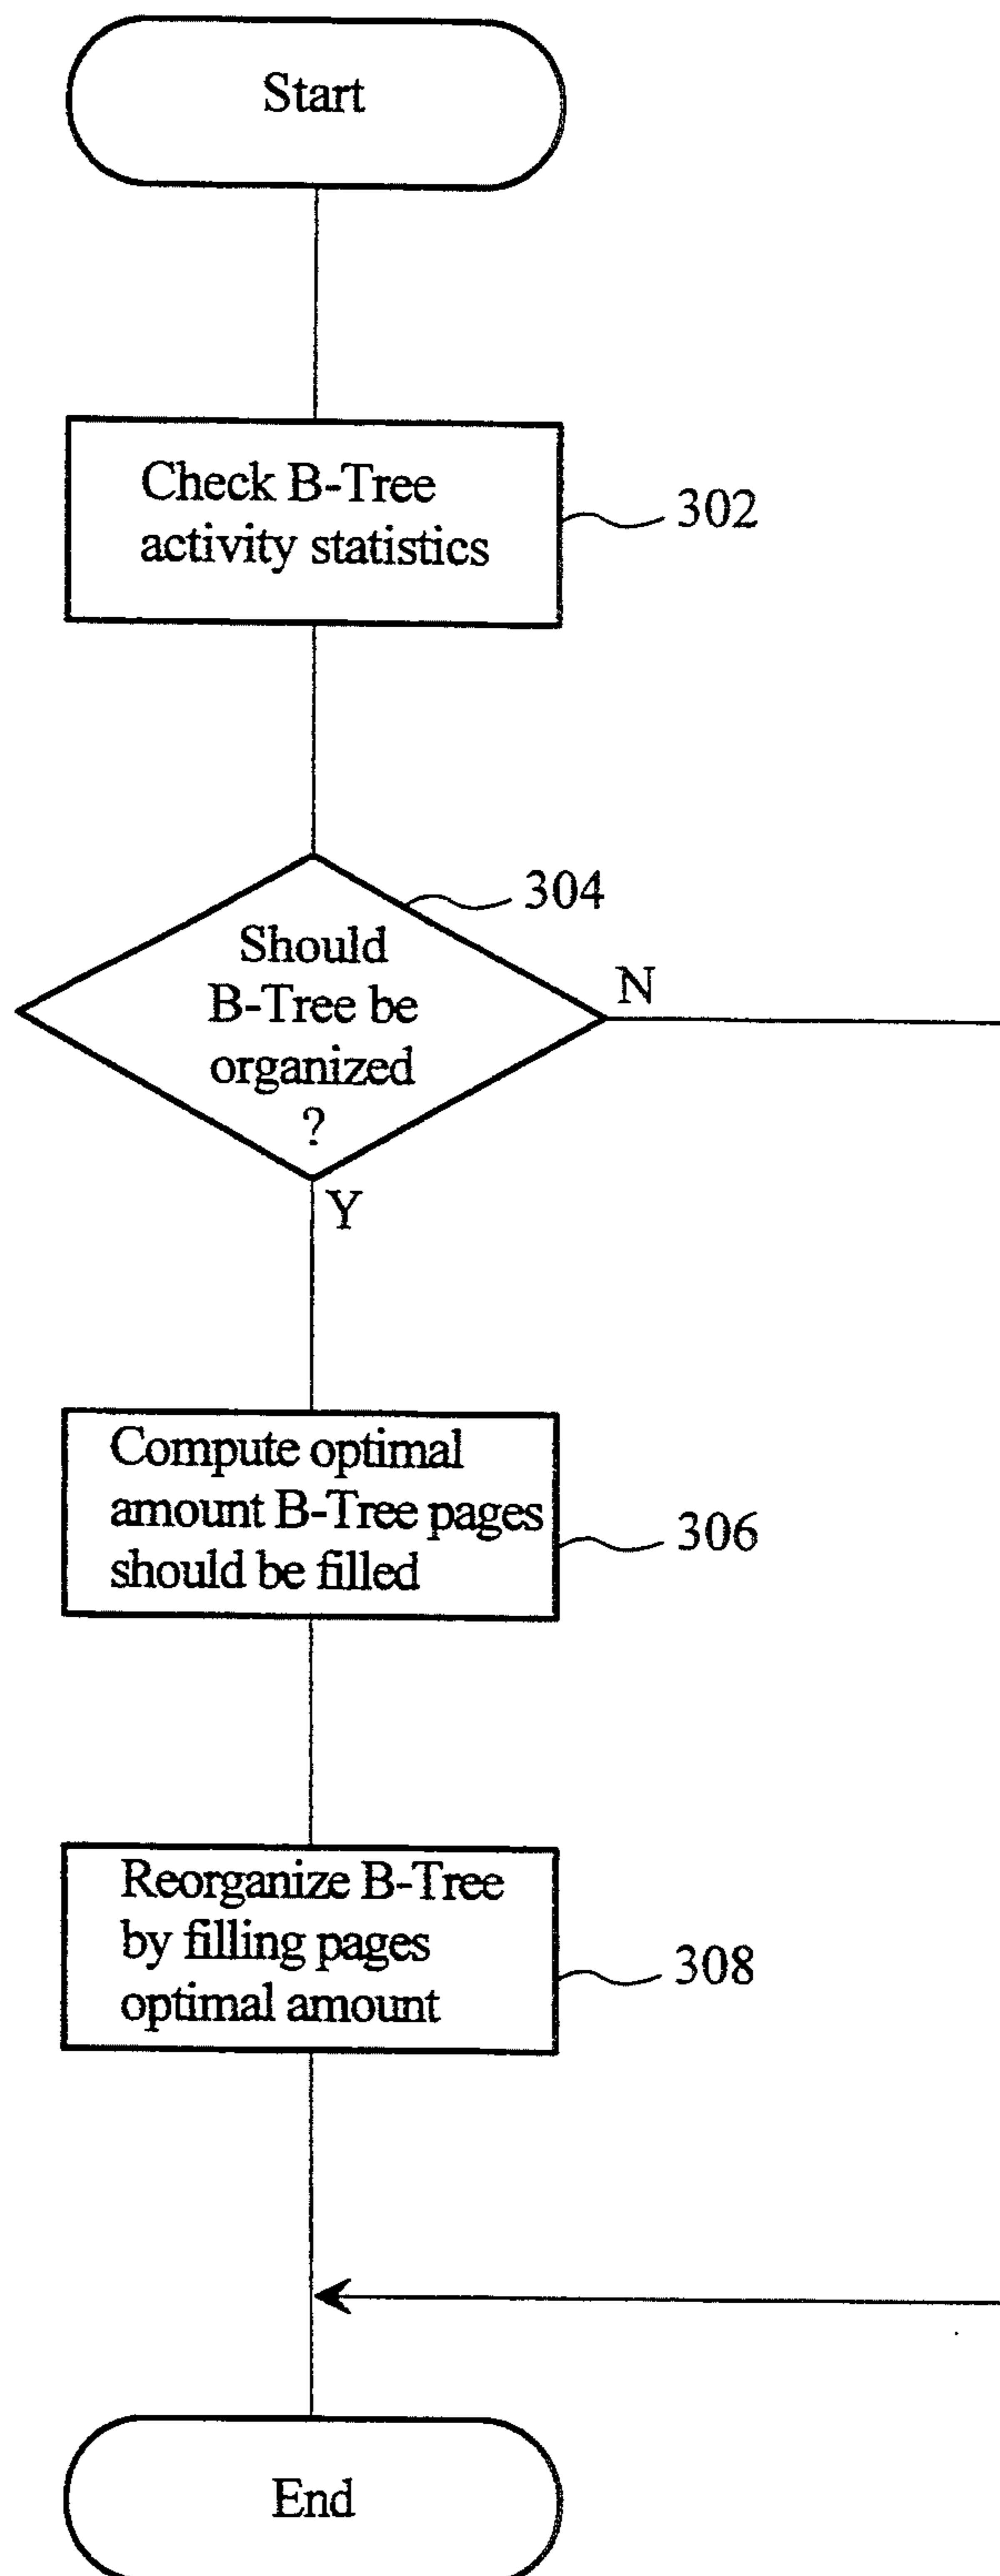 Start
Check B-Tree
activity statistics
302
304
Should
B-Tree be
organized
?
N
Y
Compute optimal
amount B-Tree pages
should be filled
306
Reorganize B-Tree
by filling pages
optimal amount
308
End